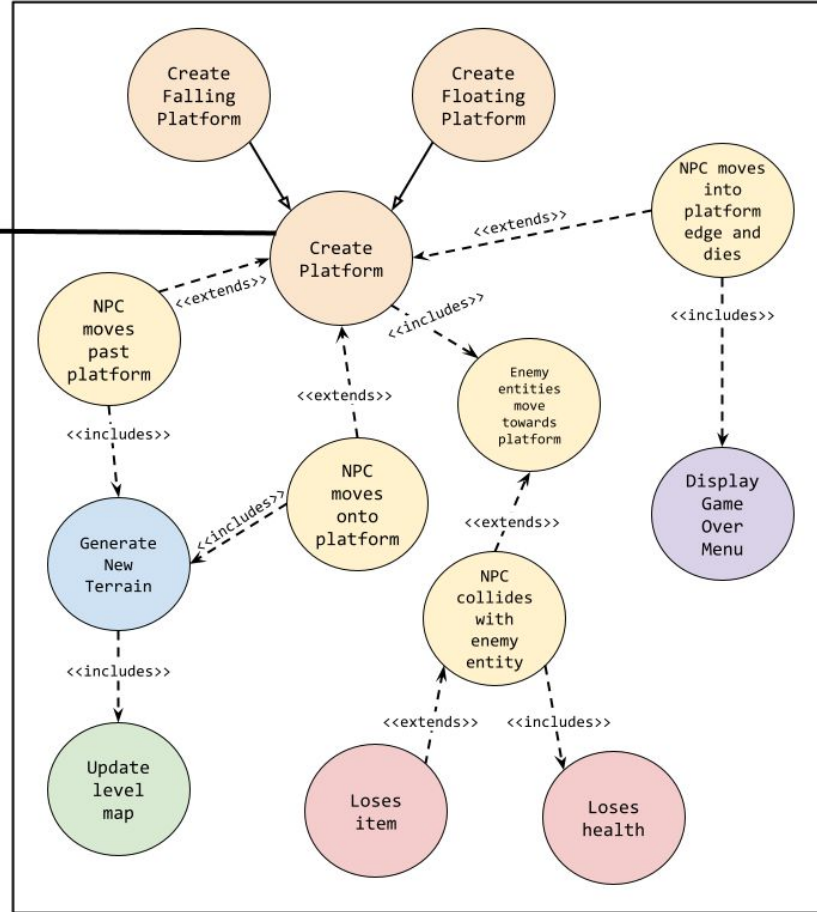 Create
Falling
Platform
Create
Floating
Platform
NPC moves
into
platform
edge and
dies
<<extends>>
Create
Platform
<<extends>>
<<includes>>
<<includes>>
NPC
moves
past
platform
Enemy
entities
move
towards
platform
<<extends>>
<<includes>>
NPC
moves
onto
platform
<<includes>>
Display
Game
Over
Menu
Generate
New
Terrain
<<extends>>
NPC
collides
with
enemy
entity
<<includes>>
<<extends>>
<<includes>>
Update
level
map
Loses
item
Loses
health